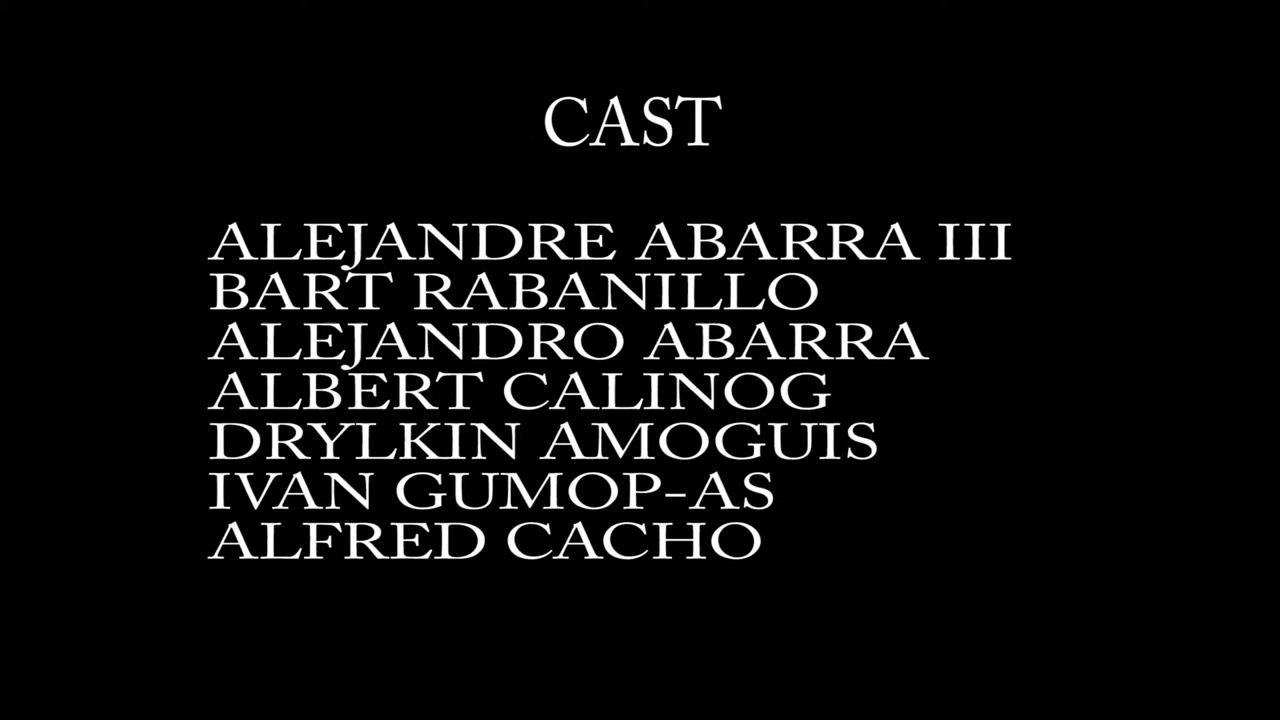 CAST
ALEJANDRE ABARRA III
BART RABANILLO
ALEJANDRO ABARRA
ALBERT CALINOG
DRYLKIN AMOGUIS
IVAN GUMOP-AS
ALFRED CACHO